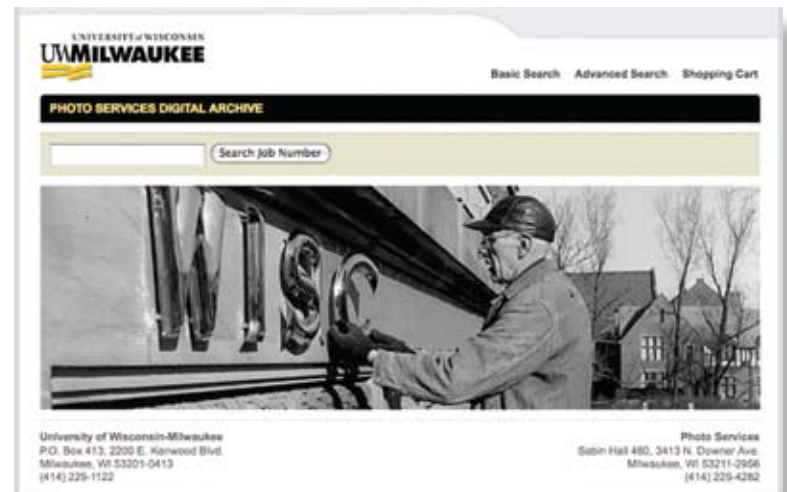 UNIVERSITY of WISCONSIN
UWMILWAUKEE
Basic Search Advanced Search Shopping Cart
PHOTO SERVICES DIGITAL ARCHIVE
Search Job Number
WISC
University of Wisconsin-Milwaukee
P.O. Box 413, 2200 E. Kenwood Blvd.
Milwaukee, WI 53201-0413
(414) 229-1122
Photo Services
Sabin Hall 460, 3413 N. Downer Ave.
Milwaukee, WI 53211-2956
(414) 229-4282